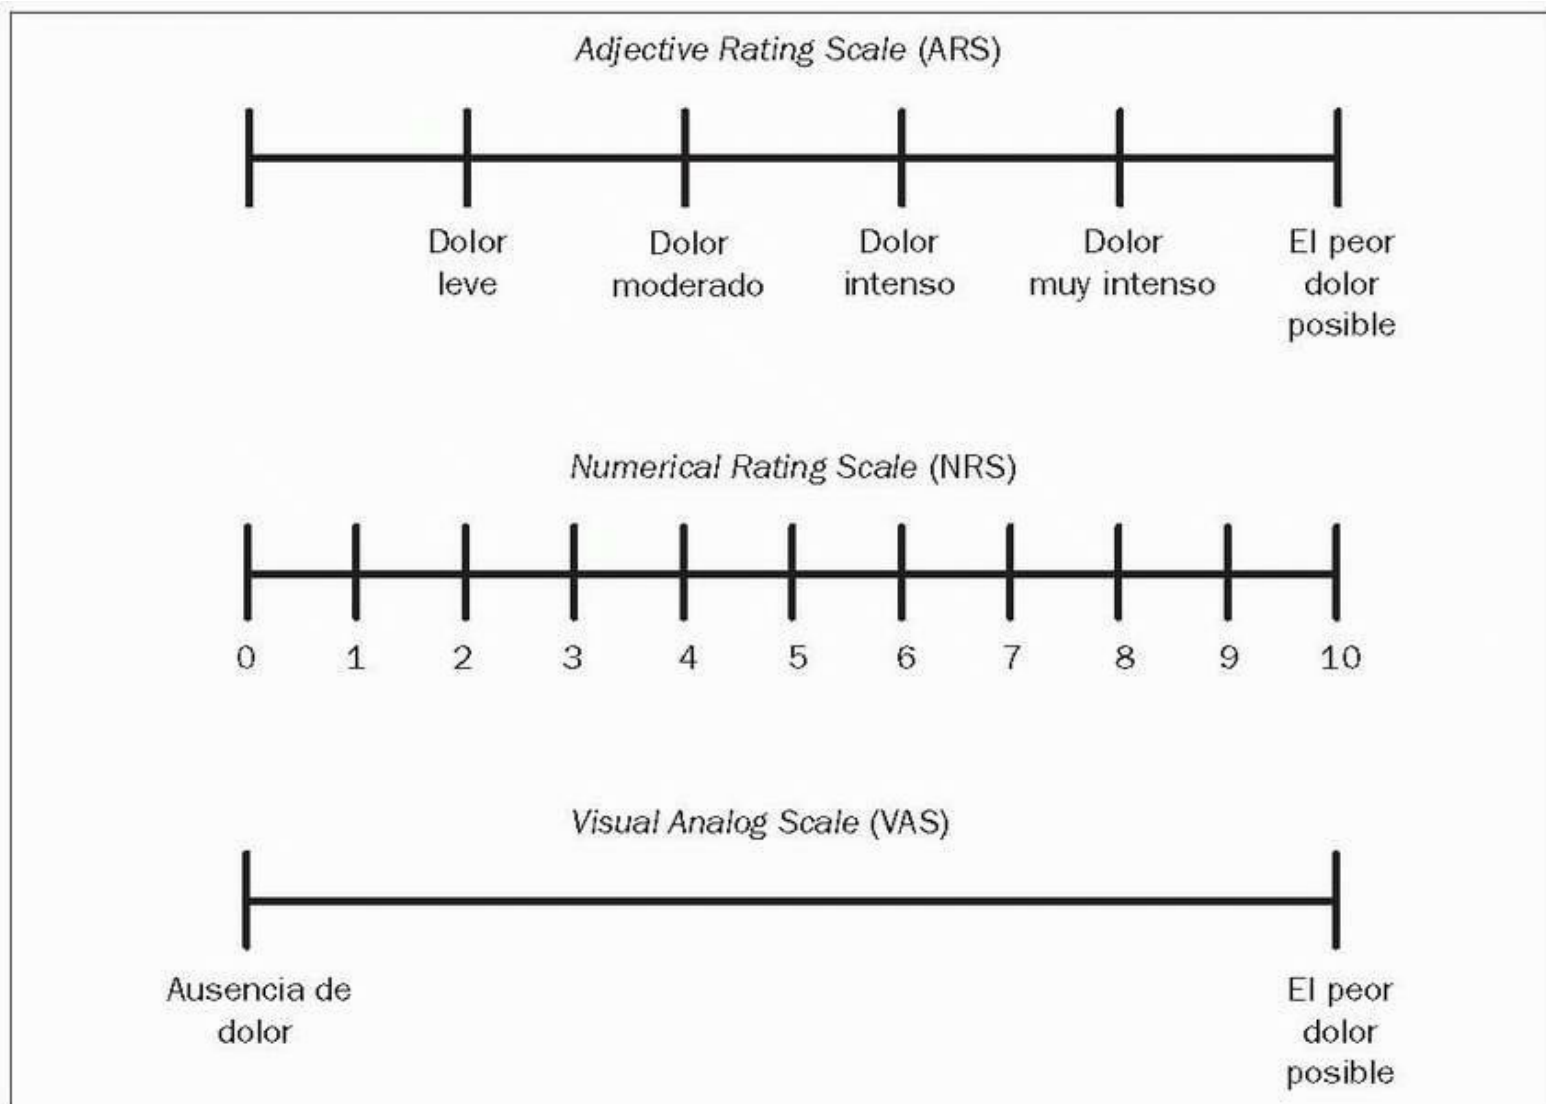 Adjective Rating Scale (ARS)
Dolor leve
Dolor moderado
Dolor intenso
Dolor muy intenso
El peor dolor posible
Numerical Rating Scale (NRS)
0 1 2 3 4 5 6 7 8 9 10
Visual Analog Scale (VAS)
Ausencia de dolor
El peor dolor posible